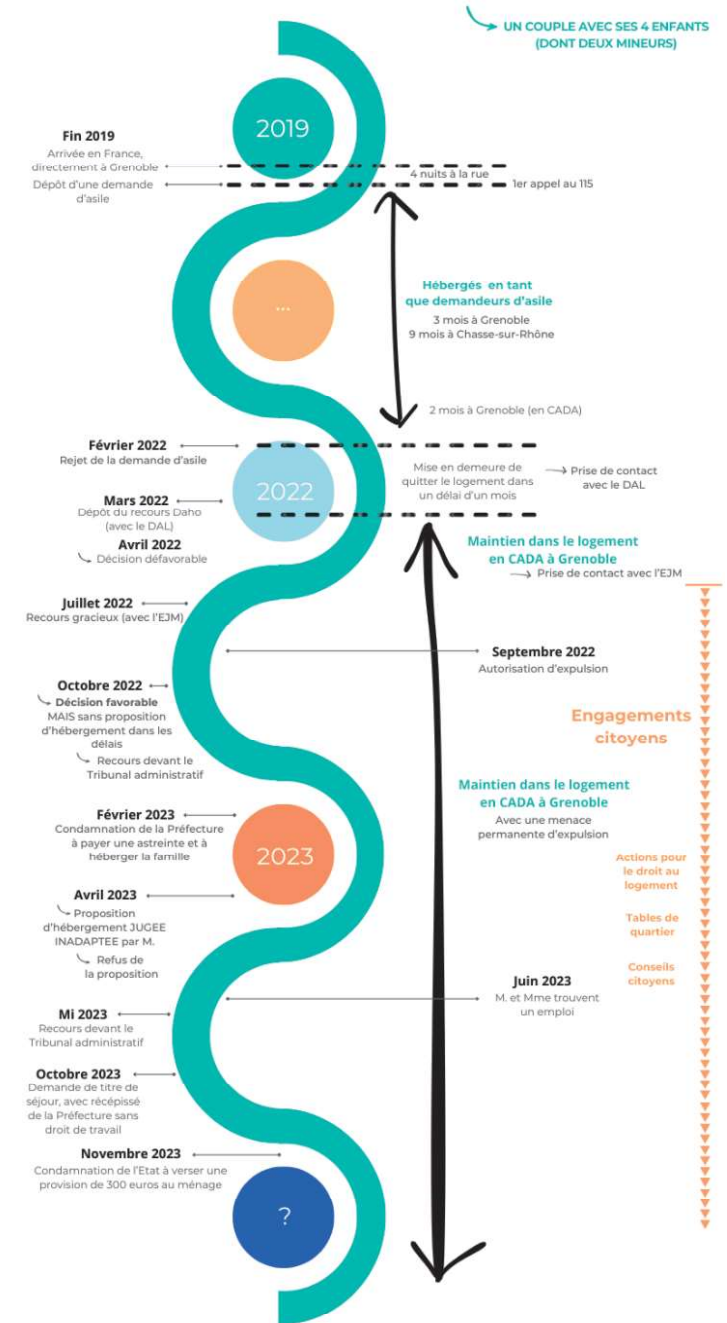 UN COUPLE AVEC SES 4 ENFANTS
(DONT DEUX MINEURS)
2019
Fin 2019
Arrivée en France,
directement à Grenoble
Dépôt d'une demande
d'asile
4 nuits à la rue
1er appel au 115
...
Hébergés en tant
que demandeurs d'asile
3 mois à Grenoble
9 mois à Chasse-sur-Rhône
2 mois à Grenoble (en CADA)
Février 2022
Rejet de la demande d'asile
2022
Mise en demeure de
quitter le logement dans
un délai d'un mois
Prise de contact
avec le DAL
Mars 2022
Dépôt du recours Daho
(avec le DAL)
Avril 2022
Décision défavorable
Maintien dans le logement
en CADA à Grenoble
Prise de contact avec l'EJM
Juillet 2022
Recours gracieux (avec l'EJM)
Septembre 2022
Autorisation d'expulsion
Octobre 2022
Décision favorable
MAIS sans proposition
d'hébergement dans les
délais
Recours devant le
Tribunal administratif
Engagements
citoyens
Maintien dans le logement
en CADA à Grenoble
Avec une menace
permanente d'expulsion
Février 2023
Condamnation de la Préfecture
à payer une astreinte et à
héberger la famille
2023
Actions pour
le droit au
logement
Tables de
quartier
Conseils
citoyens
Avril 2023
Proposition
d'hébergement JUGEE
INADAPTEE par M.
Refus de
la proposition
Juin 2023
M. et Mme trouvent
un emploi
Mi 2023
Recours devant le
Tribunal administratif
Octobre 2023
Demande de titre de
séjour, avec récépissé
de la Préfecture sans
droit de travail
Novembre 2023
Condamnation de l'Etat à verser une
provision de 300 euros au ménage
?